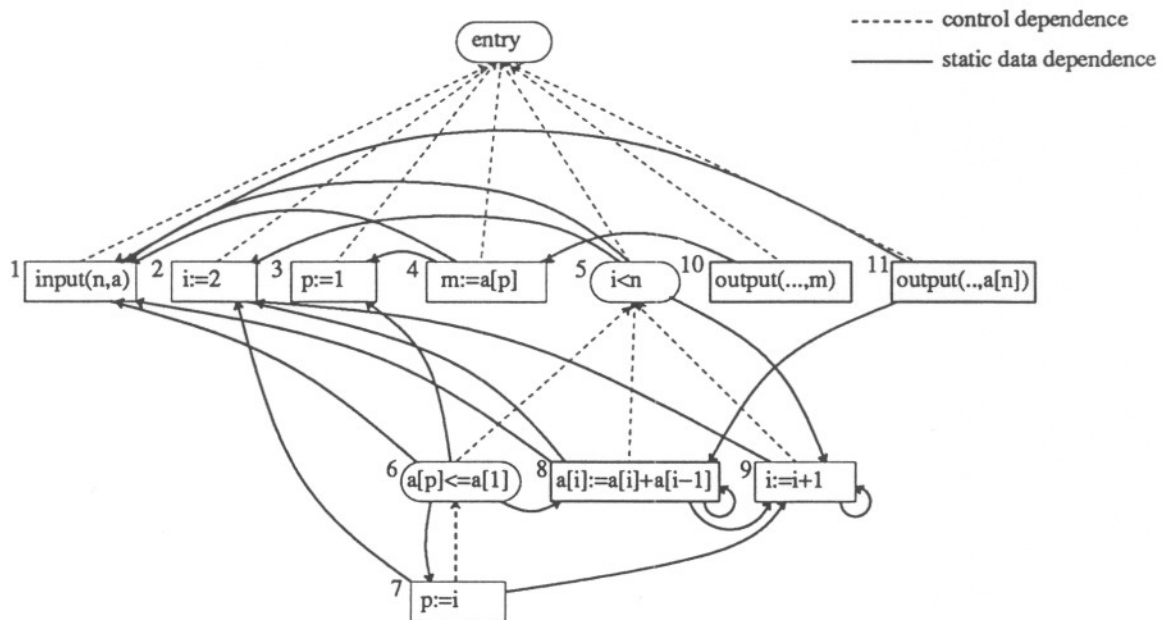 control dependence
entry
static data dependence
1 input(n,a)
2 i:=2
3 p:=1
4 m:=a[p]
5 i<n
10 output(...,m)
11 output(..,a[n])
6 a[p]<=a[1]
8 a[i]:=a[i]+a[i-1]
9 i:=i+1
7 p:=i